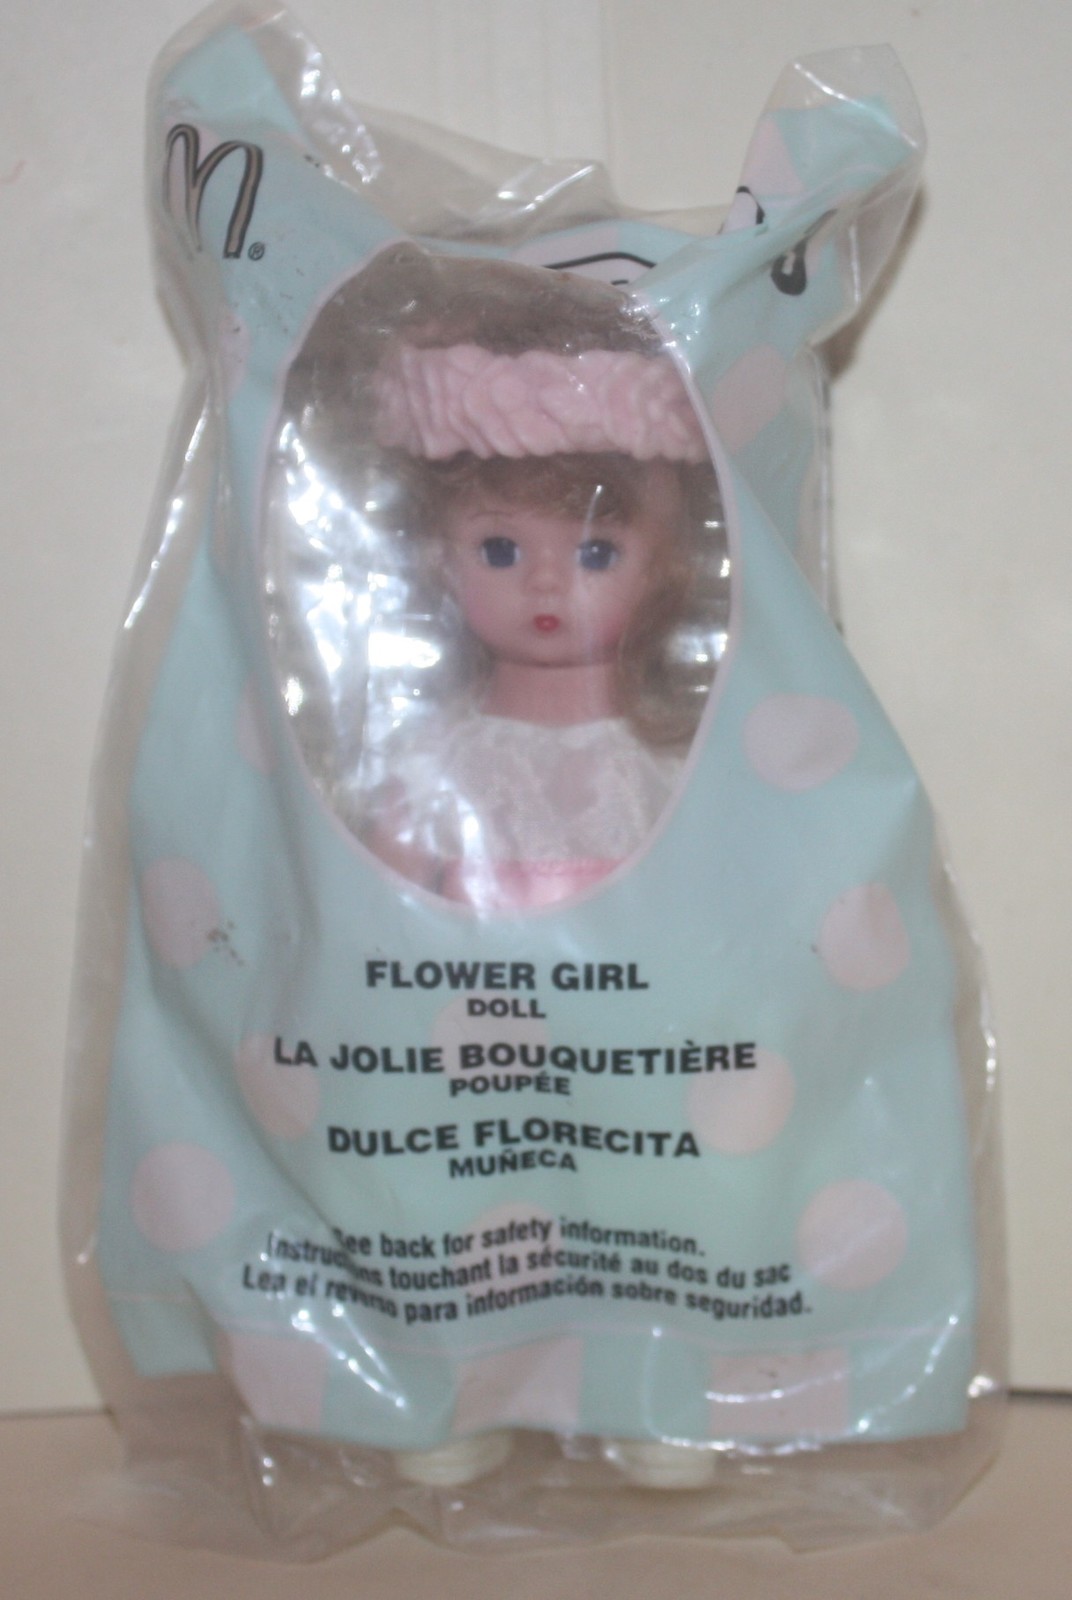 m®
FLOWER GIRL
DOLL
LA JOLIE BOUQUETIÈRE
POUPÉE
DULCE FLORECITA
MUÑECA
See back for safety information.
Instructions touchant la sécurité au dos du sac
Lea el reverso para información sobre seguridad.